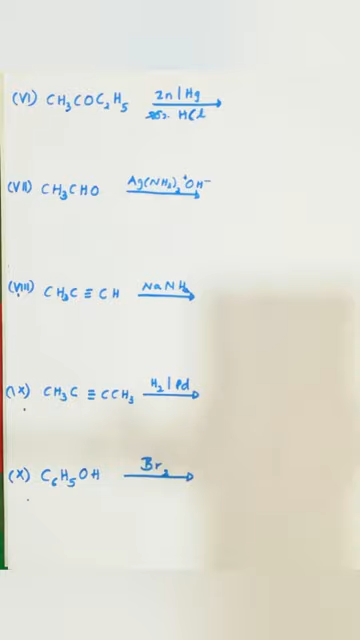 (VI) CH₃COC₂H₅ Zn|Hg HCl
(VII) CH₃CHO Ag(NH₃)₂⁺OH⁻
(VIII) CH₃C≡CH NaNH₂
(IX) CH₃C≡CCH₃ H₂|Pd
(X) C₆H₅OH Br₂